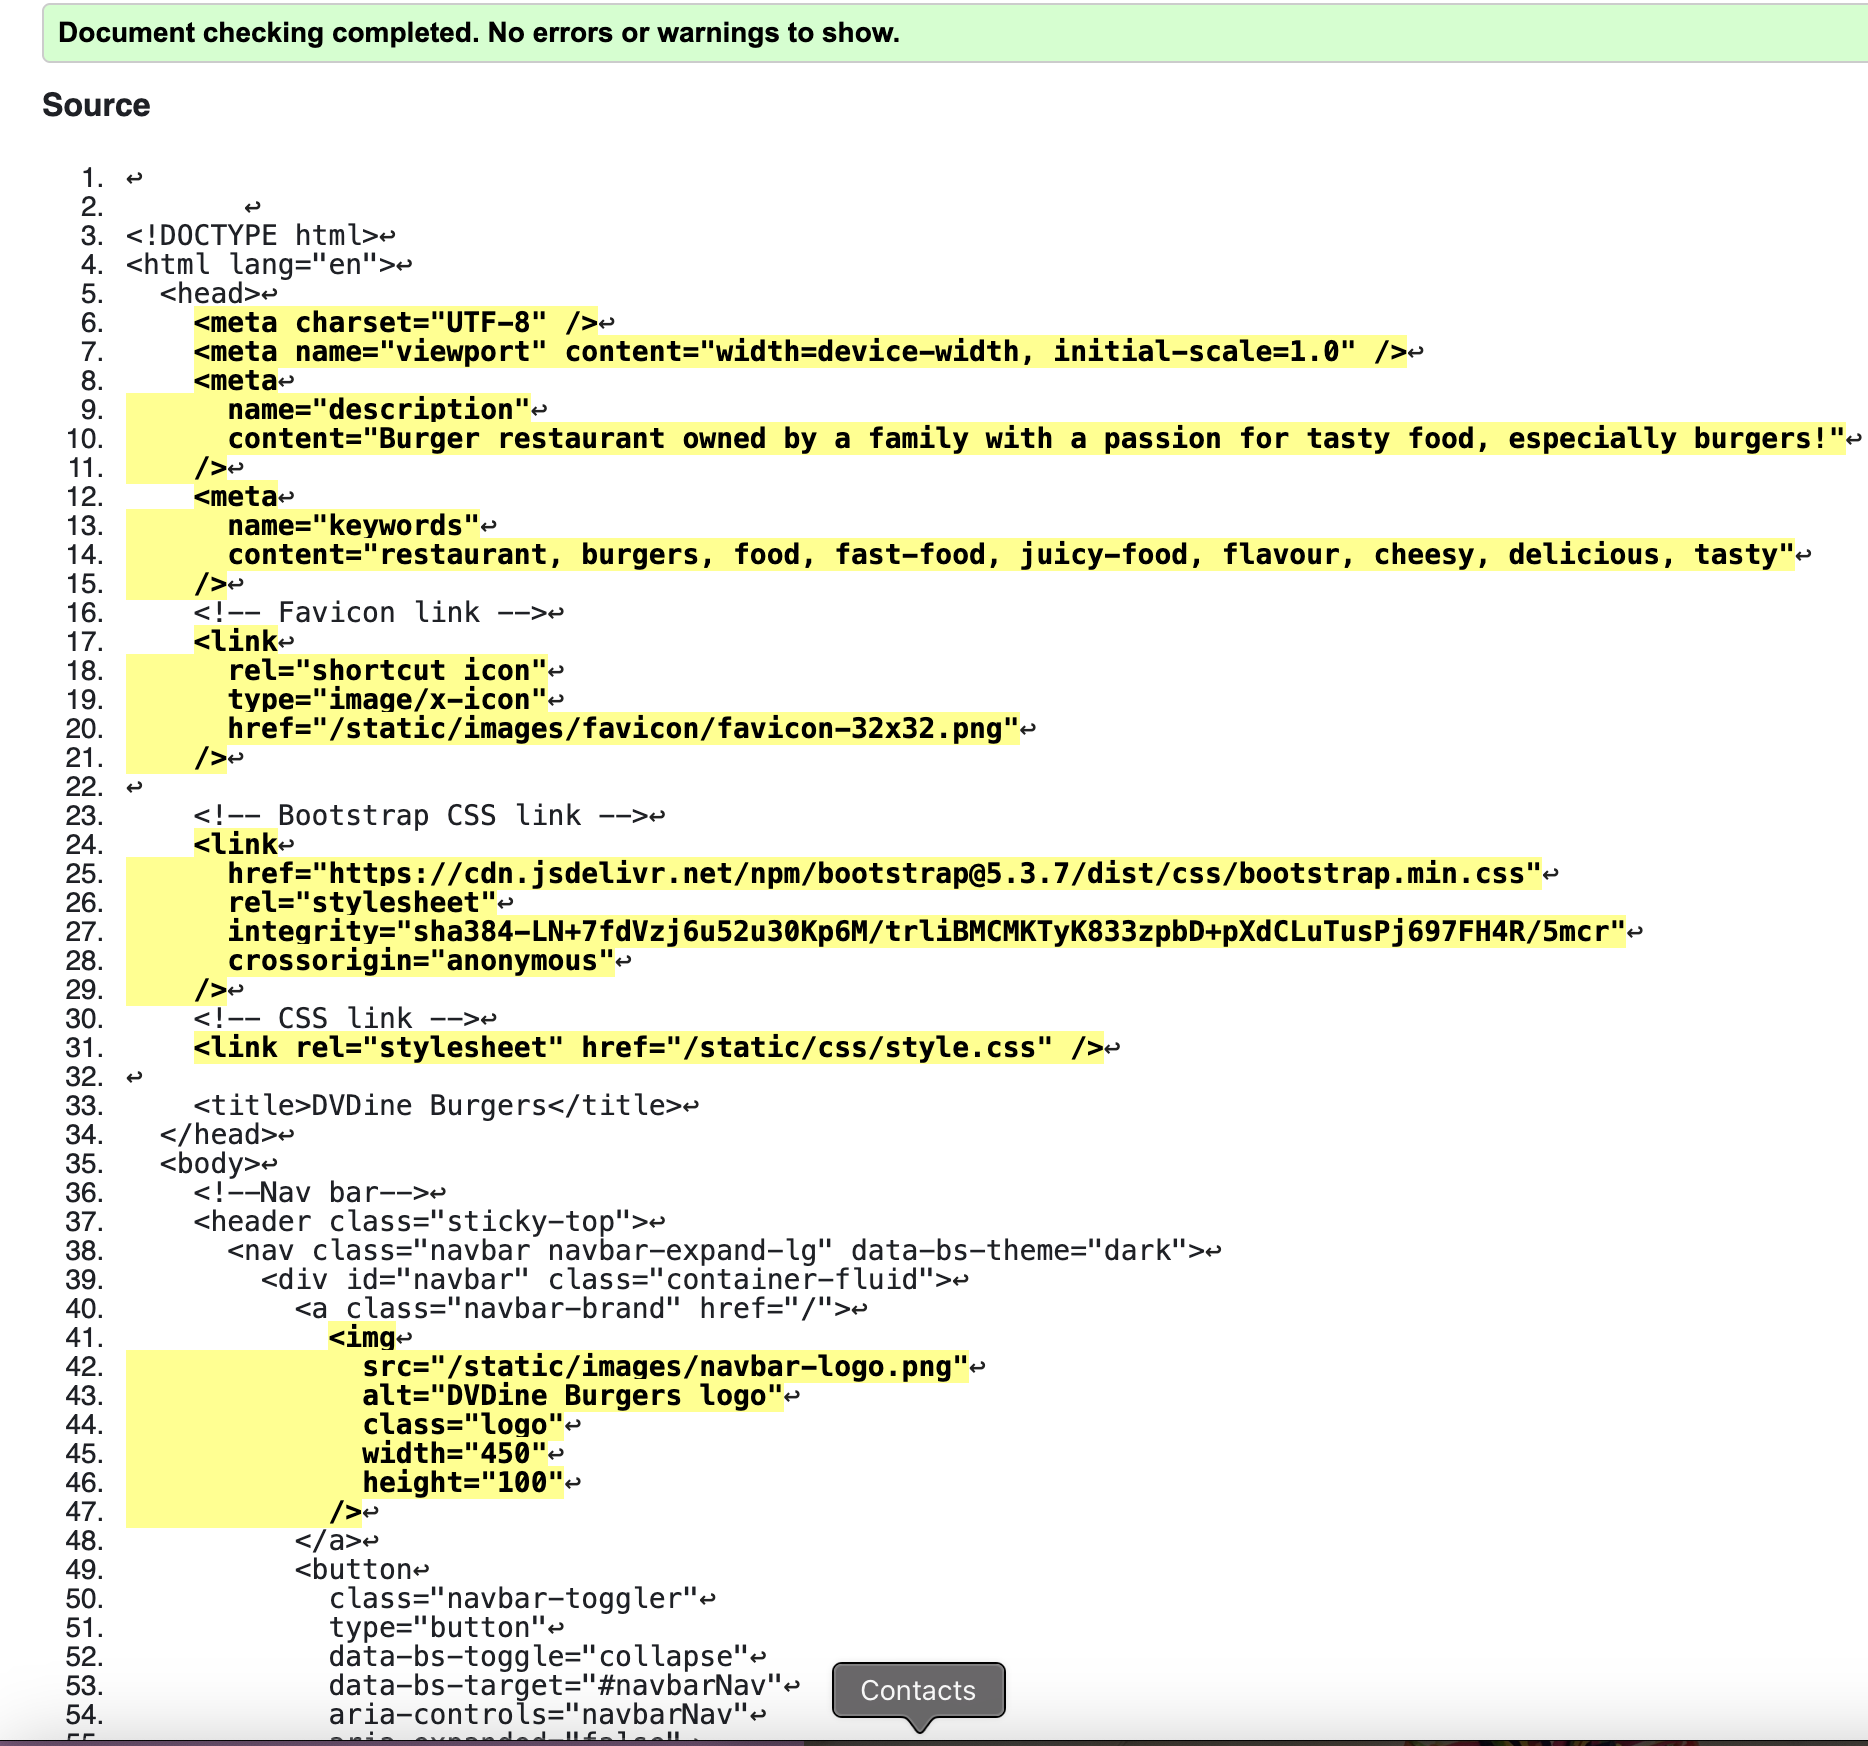 Document checking completed. No errors or warnings to show.
Source
1. ↩
2. ↩
3. <!DOCTYPE html>↩
4. <html lang="en">↩
5. <head>↩
6. <meta charset="UTF-8" />↩
7. <meta name="viewport" content="width=device-width, initial-scale=1.0" />↩
8. <meta↩
9. name="description"↩
10. content="Burger restaurant owned by a family with a passion for tasty food, especially burgers!"↩
11. />↩
12. <meta↩
13. name="keywords"↩
14. content="restaurant, burgers, food, fast-food, juicy-food, flavour, cheesy, delicious, tasty"↩
15. />↩
16. <!-- Favicon link -->↩
17. <link↩
18. rel="shortcut icon"↩
19. type="image/x-icon"↩
20. href="/static/images/favicon/favicon-32x32.png"↩
21. />↩
22. ↩
23. <!-- Bootstrap CSS link -->↩
24. <link↩
25. href="https://cdn.jsdelivr.net/npm/bootstrap@5.3.7/dist/css/bootstrap.min.css"↩
26. rel="stylesheet"↩
27. integrity="sha384-LN+7fdVzj6u52u30Kp6M/trliBMCMKTyK833zpbD+pXdCLuTusPj697FH4R/5mcr"↩
28. crossorigin="anonymous"↩
29. />↩
30. <!-- CSS link -->↩
31. <link rel="stylesheet" href="/static/css/style.css" />↩
32. ↩
33. <title>DVDine Burgers</title>↩
34. </head>↩
35. <body>↩
36. <!--Nav bar-->↩
37. <header class="sticky-top">↩
38. <nav class="navbar navbar-expand-lg" data-bs-theme="dark">↩
39. <div id="navbar" class="container-fluid">↩
40. <a class="navbar-brand" href="/">↩
41. <img↩
42. src="/static/images/navbar-logo.png"↩
43. alt="DVDine Burgers logo"↩
44. class="logo"↩
45. width="450"↩
46. height="100"↩
47. />↩
48. </a>↩
49. <button↩
50. class="navbar-toggler"↩
51. type="button"↩
52. data-bs-toggle="collapse"↩
53. data-bs-target="#navbarNav"↩
Contacts
54. aria-controls="navbarNav"↩
55. aria-expanded="false"↩